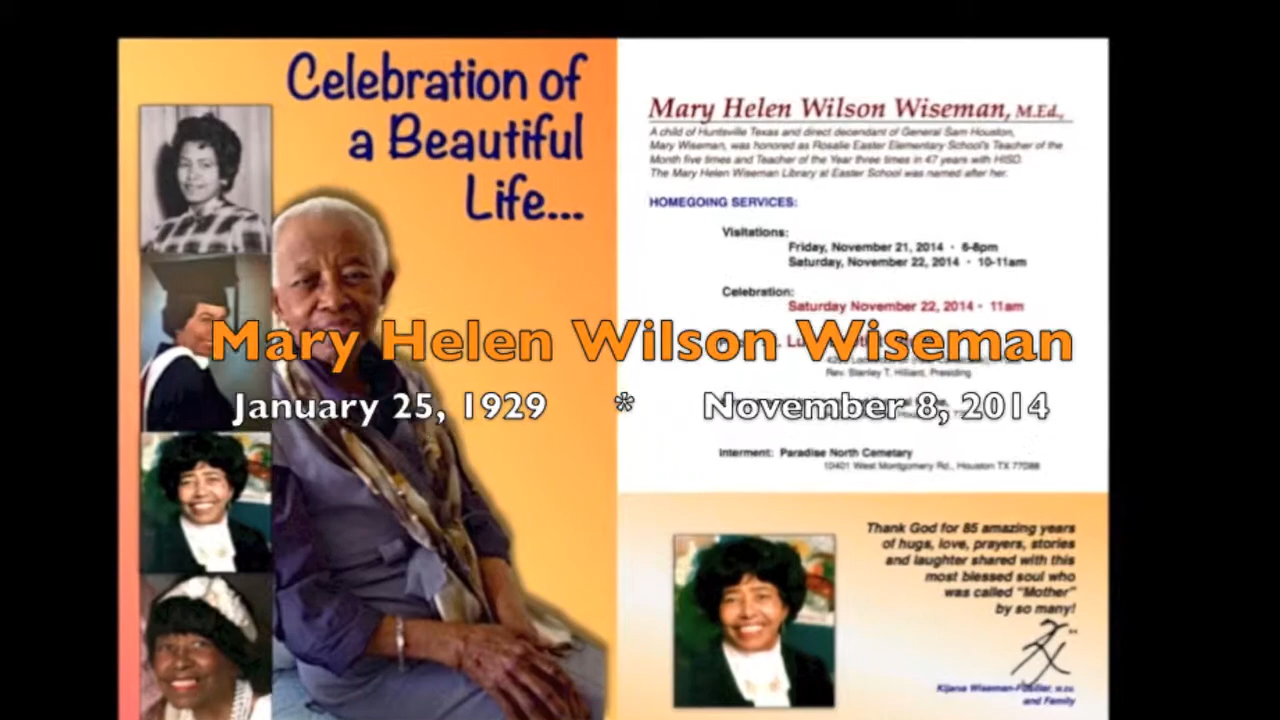 Celebration of
a Beautiful
Life...
Mary Helen Wilson Wiseman, M.Ed.,
A child of Huntsville Texas and direct decendant of General Sam Houston,
Mary Wiseman, was honored as Rosalie Easter Elementary School's Teacher of the
Month five times and Teacher of the Year three times in 47 years with HISD.
The Mary Helen Wiseman Library at Easter School was named after her.
HOMEGOING SERVICES:
Visitations:
Friday, November 21, 2014 • 6-8pm
Saturday, November 22, 2014 • 10-11am
Celebration:
Saturday November 22, 2014 • 11am
Mary Helen Wilson Wiseman
Rev. Stanley T. Hilliard, Presiding
January 25, 1929 * November 8, 2014
Interment: Paradise North Cemetary
10401 West Montgomery Rd., Houston TX 77088
Thank God for 85 amazing years
of hugs, love, prayers, stories
and laughter shared with this
most blessed soul who
was called "Mother"
by so many!
Kijana Wiseman-Fusilier, M.Ed.
and Family